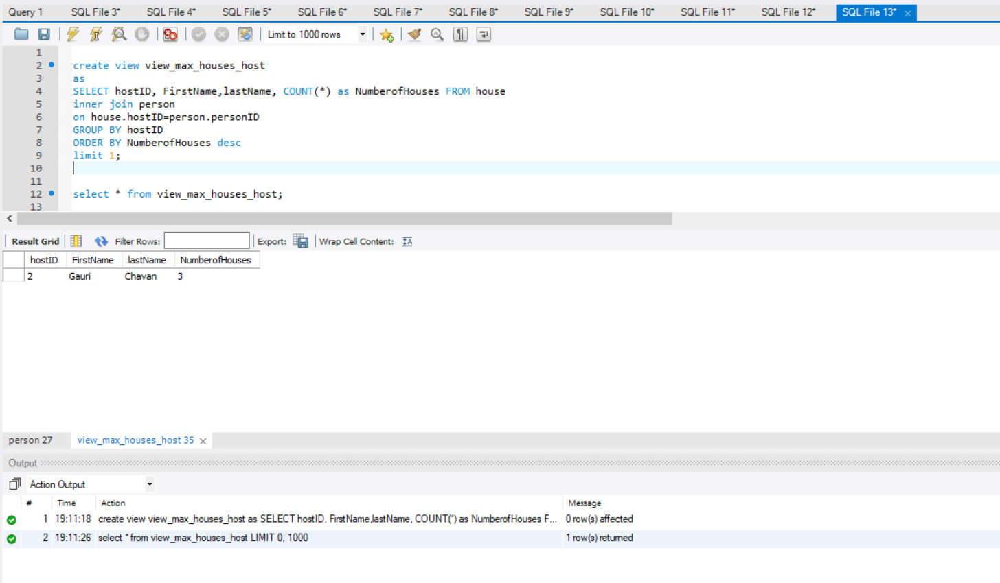 Query 1 SQL File 3* SQL File 4* SQL File 5* SQL File 6* SQL File 7* SQL File 8* SQL File 9* SQL File 10* SQL File 11* SQL File 12* SQL File 13*
Limit to 1000 rows
1
2 create view view_max_houses_host
3 as
4 SELECT hostID, FirstName,lastName, COUNT(*) as NumberofHouses FROM house
5 inner join person
6 on house.hostID=person.personID
7 GROUP BY hostID
8 ORDER BY NumberofHouses desc
9 limit 1;
10
11
12 select * from view_max_houses_host;
13
Result Grid Filter Rows: Export: Wrap Cell Content: IA
hostID FirstName lastName NumberofHouses
2 Gauri Chavan 3
person 27 view_max_houses_host 35
Output
Action Output
# Time Action Message
1 19:11:18 create view view_max_houses_host as SELECT hostID, FirstName,lastName, COUNT(*) as NumberofHouses F... 0 row(s) affected
2 19:11:26 select * from view_max_houses_host LIMIT 0, 1000 1 row(s) returned